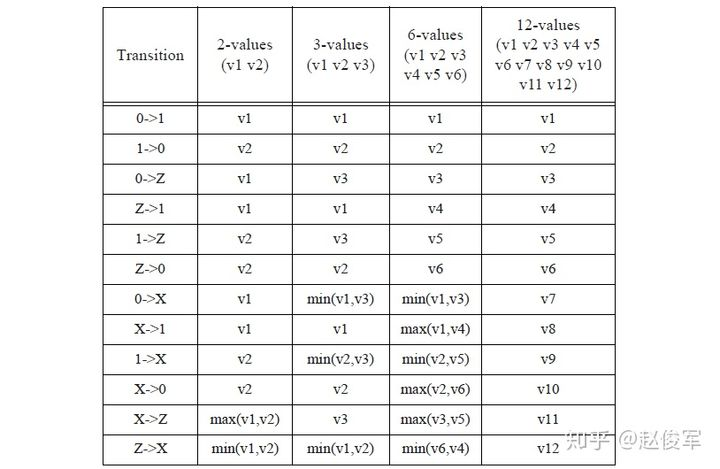 Transition 2-values (v1 v2) 3-values (v1 v2 v3) 6-values (v1 v2 v3 v4 v5 v6) 12-values (v1 v2 v3 v4 v5 v6 v7 v8 v9 v10 v11 v12)
0->1 v1 v1 v1 v1
1->0 v2 v2 v2 v2
0->Z v1 v3 v3 v3
Z->1 v1 v1 v4 v4
1->Z v2 v3 v5 v5
Z->0 v2 v2 v6 v6
0->X v1 min(v1,v3) min(v1,v3) v7
X->1 v1 v1 max(v1,v4) v8
1->X v2 min(v2,v3) min(v2,v5) v9
X->0 v2 v2 max(v2,v6) v10
X->Z max(v1,v2) v3 max(v3,v5) v11
Z->X min(v1,v2) min(v1,v2) min(v6,v4) v12
知乎 @赵俊军